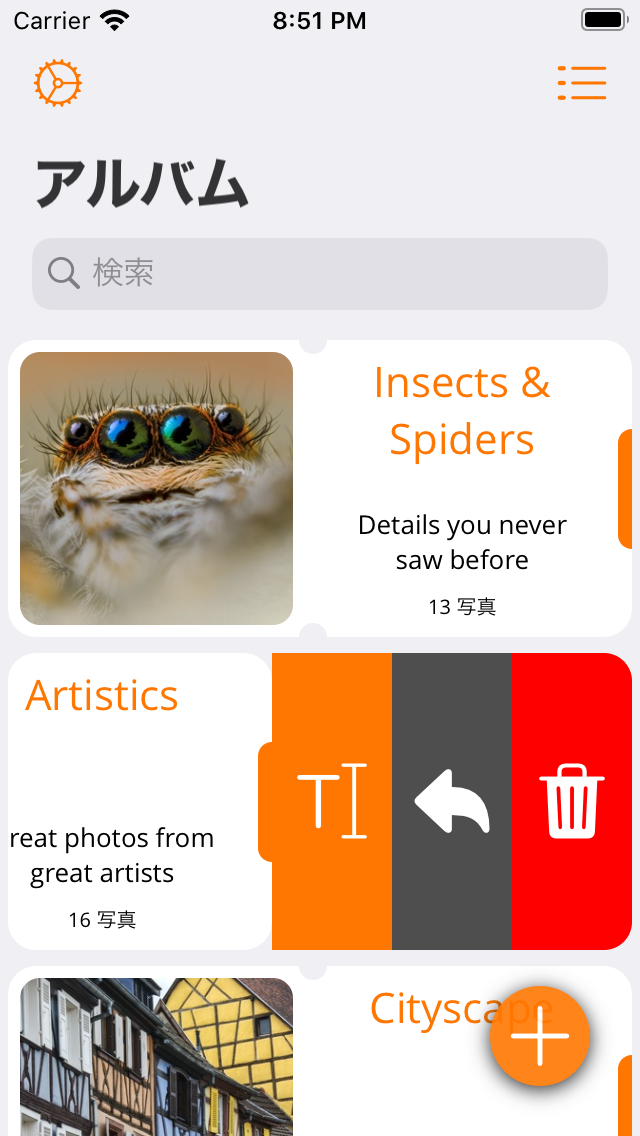 Carrier
8:51 PM
アルバム
検索
Insects &
Spiders
Details you never
saw before
13 写真
Artistics
reat photos from
great artists
16 写真
Cityscape